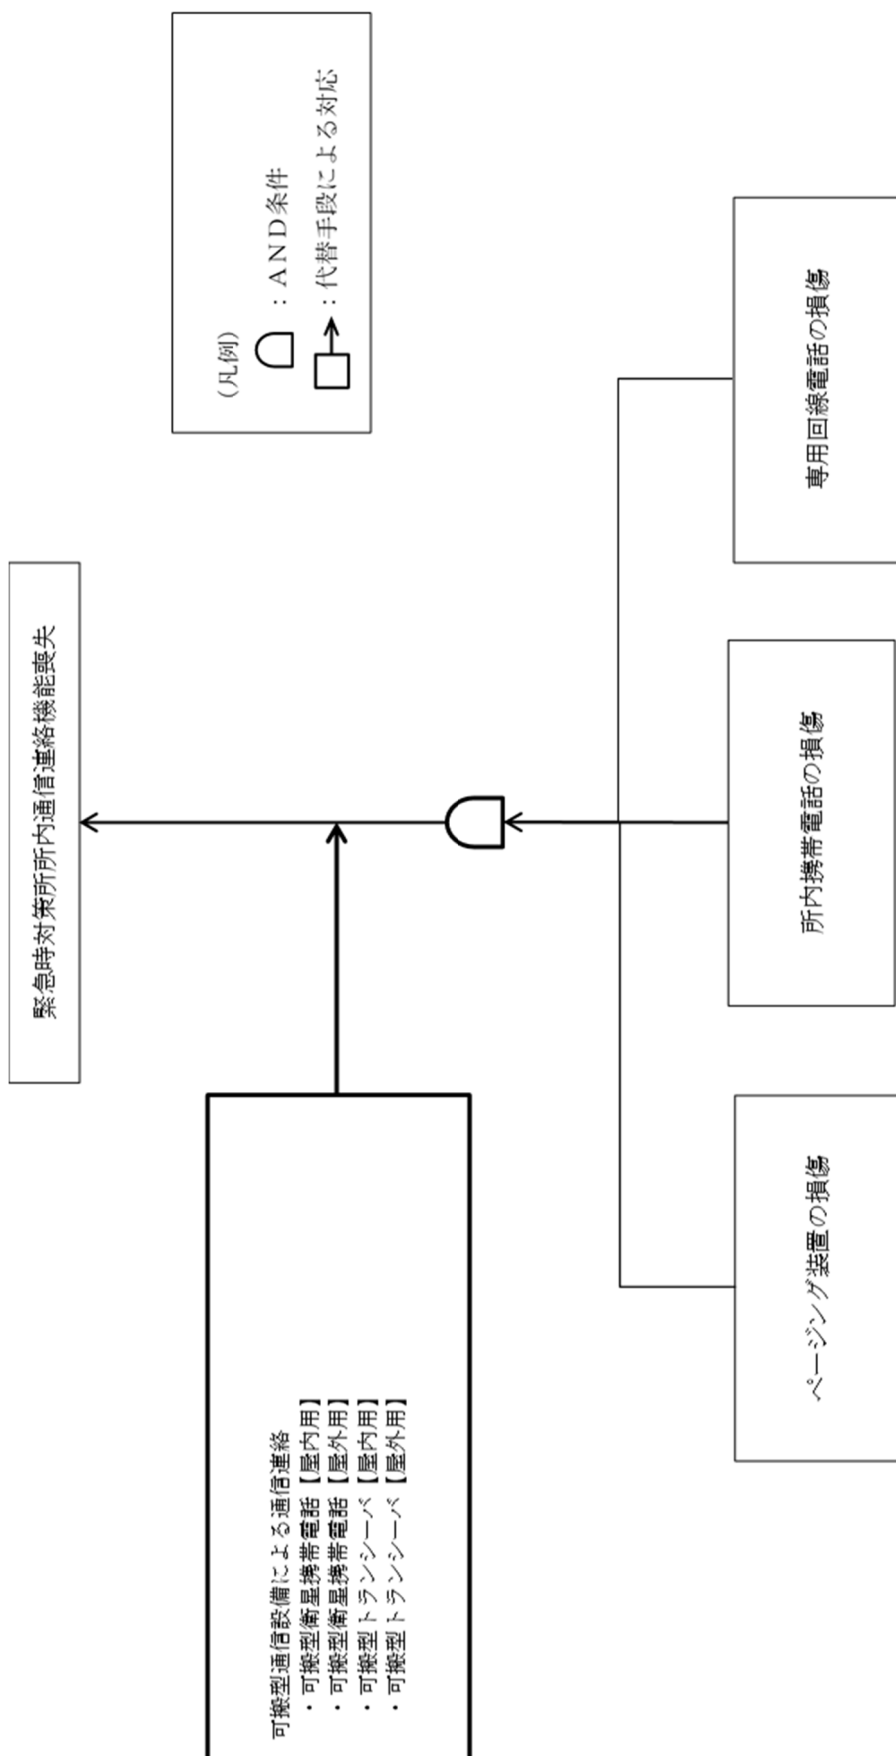 緊急時対策所所内通信連絡機能喪失
(凡例)
:AND条件
:代替手段による対応
可搬型通信設備による通信連絡
・可搬型衛星携帯電話【屋内用】
・可搬型衛星携帯電話【屋外用】
・可搬型トランシーバ【屋内用】
・可搬型トランシーバ【屋外用】
ページング装置の損傷
所内携帯電話の損傷
専用回線電話の損傷